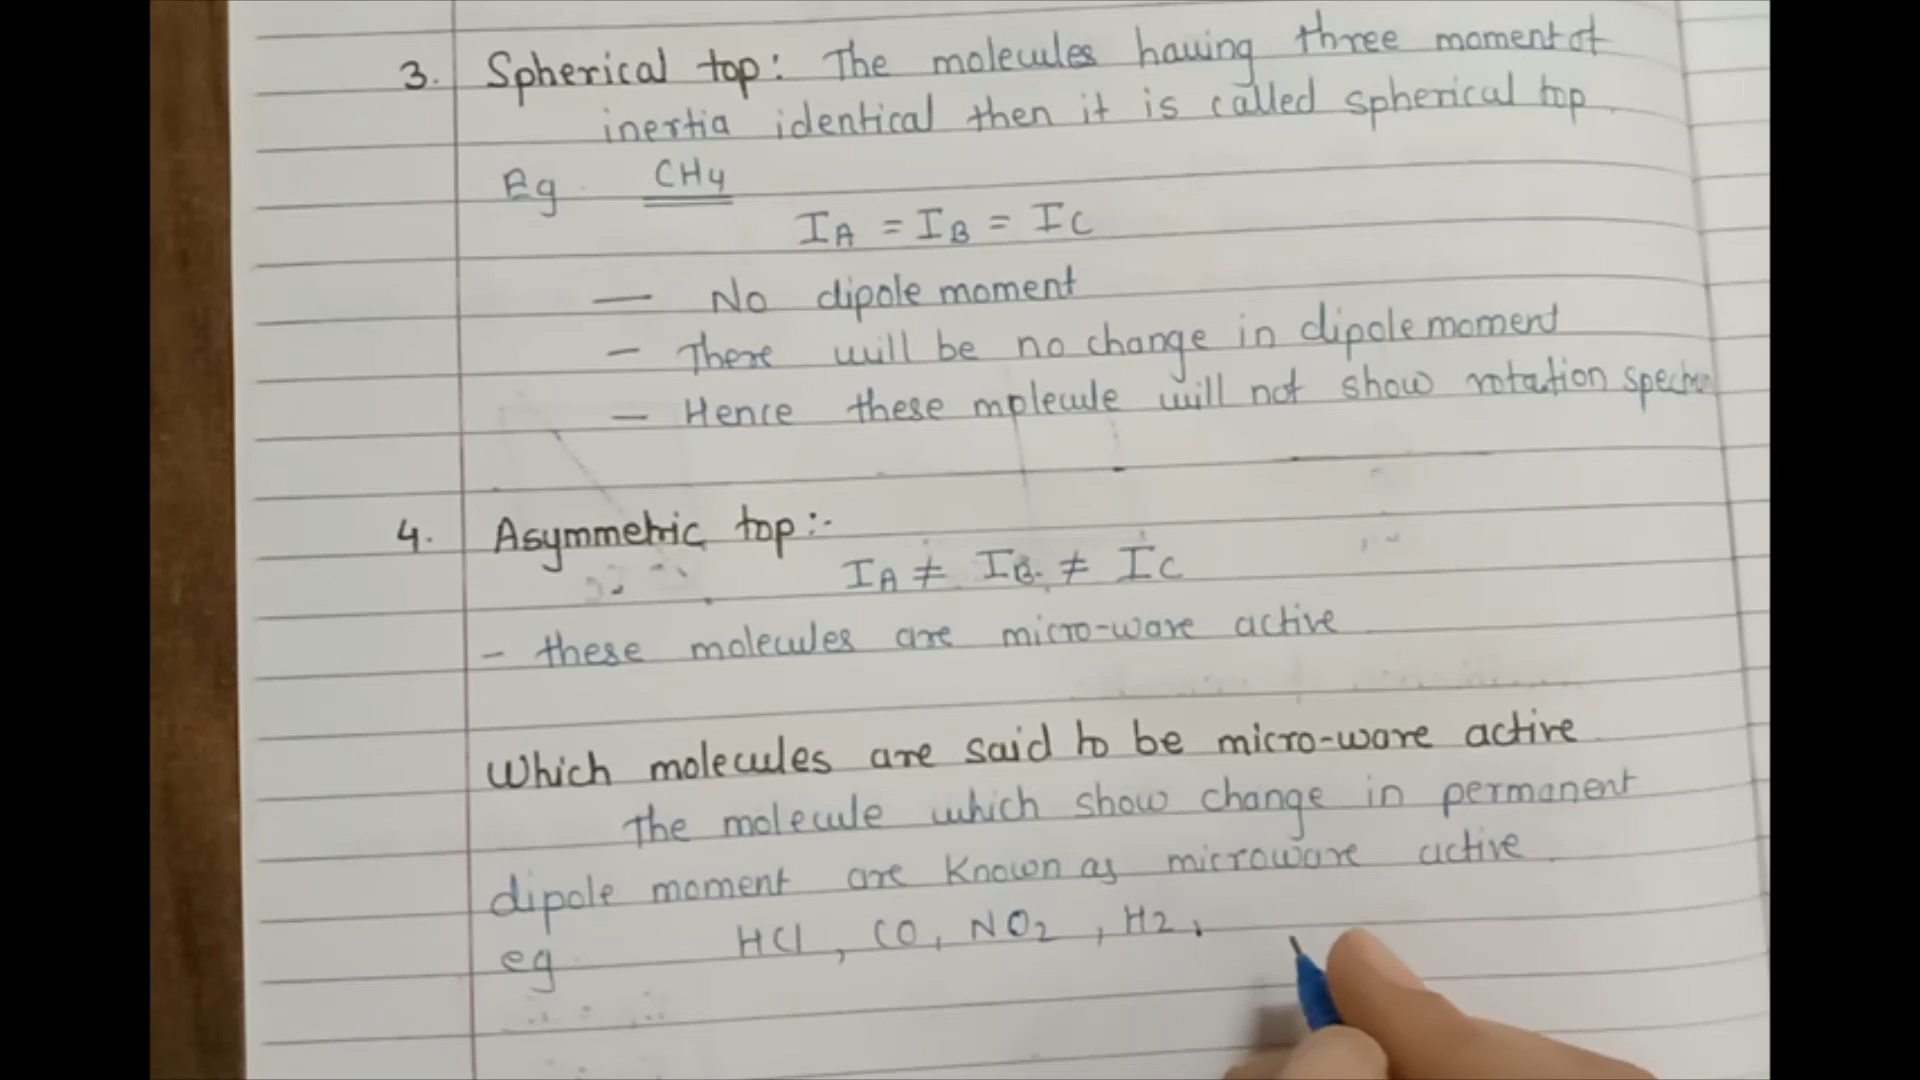 3. Spherical top: The molecules having three moment of
inertia identical then it is called spherical top.
Eg. CH4
IA = IB = IC
— No dipole moment
— There will be no change in dipole moment
— Hence these molecule will not show rotation
4. Asymmetric top:-
IA ≠ IB ≠ IC
- these molecules are micro-wave active
Which molecules are said to be micro-wave active
The molecule which show change in permanent
dipole moment are known as microwave active.
eg HCl, CO, NO2, H2,